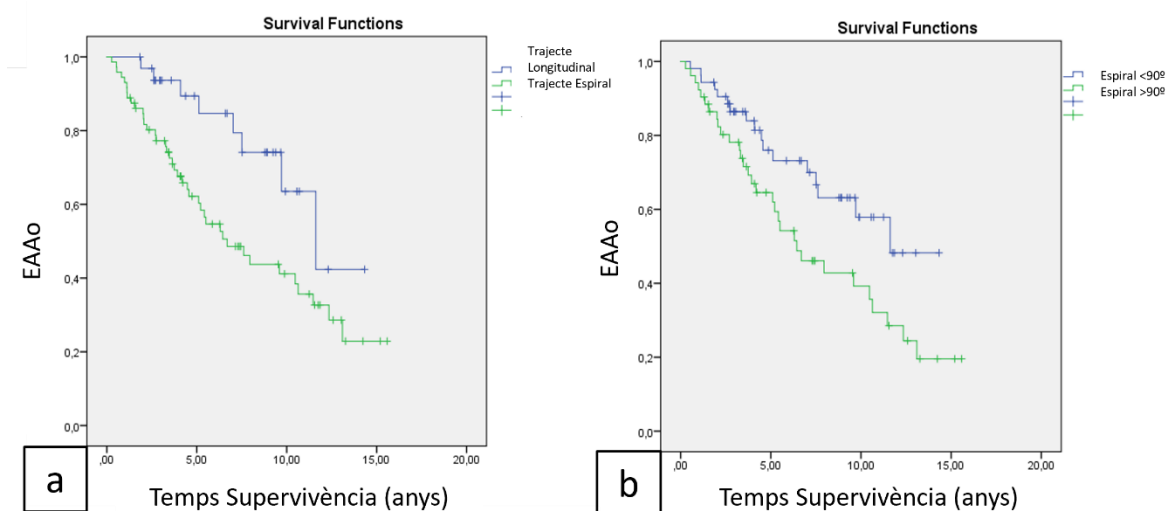 Survival Functions
Trajecte
Longitudinal
Trajecte Espiral
EAAo
1,0
0,8
0,6
0,4
0,2
0,0
,00
5,00
10,00
15,00
20,00
a
Temps Supervivència (anys)
Survival Functions
Espiral <90º
Espiral >90º
EAAo
1,0
0,8
0,6
0,4
0,2
0,0
,00
5,00
10,00
15,00
20,00
b
Temps Supervivència (anys)